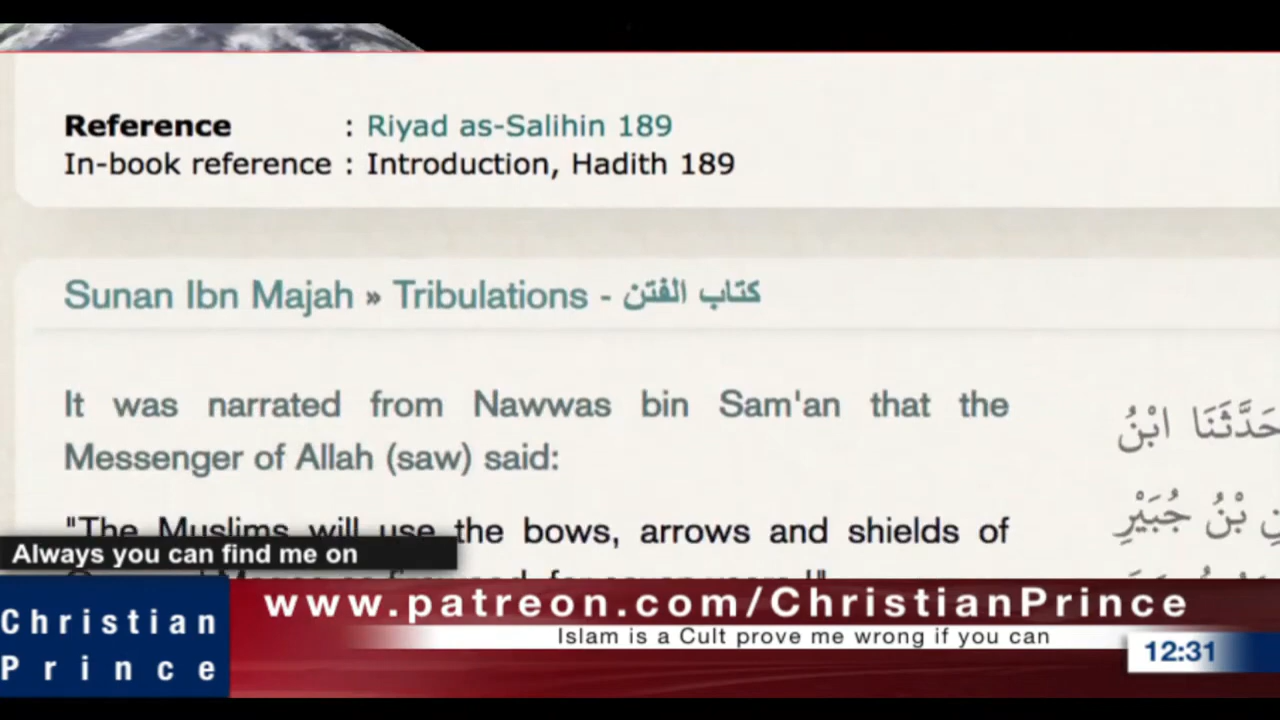 Reference : Riyad as-Salihin 189
In-book reference : Introduction, Hadith 189
Sunan Ibn Majah » Tribulations - كتاب الفتن
It was narrated from Nawwas bin Sam'an that the
Messenger of Allah (saw) said:
حَدَّثَنَا ابْنُ
"The Muslims will use the bows, arrows and shields of
بْنُ جُبَيْرِ
Always you can find me on
Christian
Prince
www.patreon.com/ChristianPrince
Islam is a Cult prove me wrong if you can
12:31